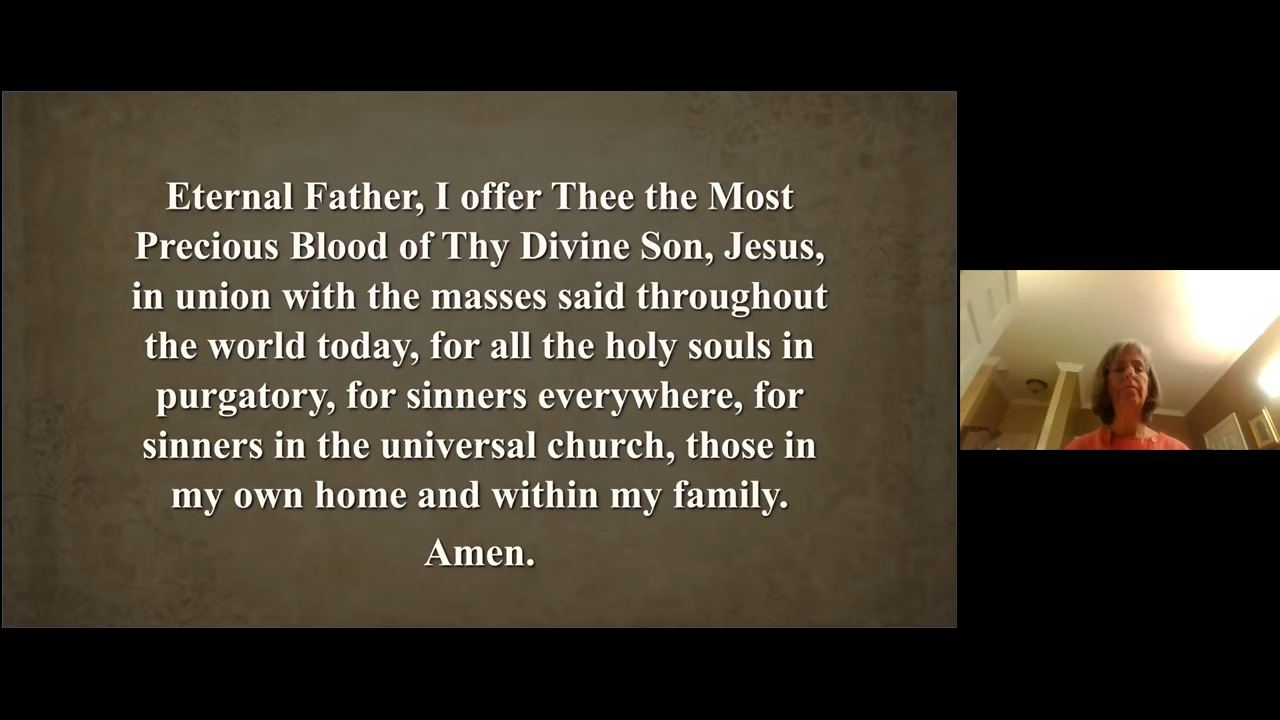 Eternal Father, I offer Thee the Most
Precious Blood of Thy Divine Son, Jesus,
in union with the masses said throughout
the world today, for all the holy souls in
purgatory, for sinners everywhere, for
sinners in the universal church, those in
my own home and within my family.
Amen.